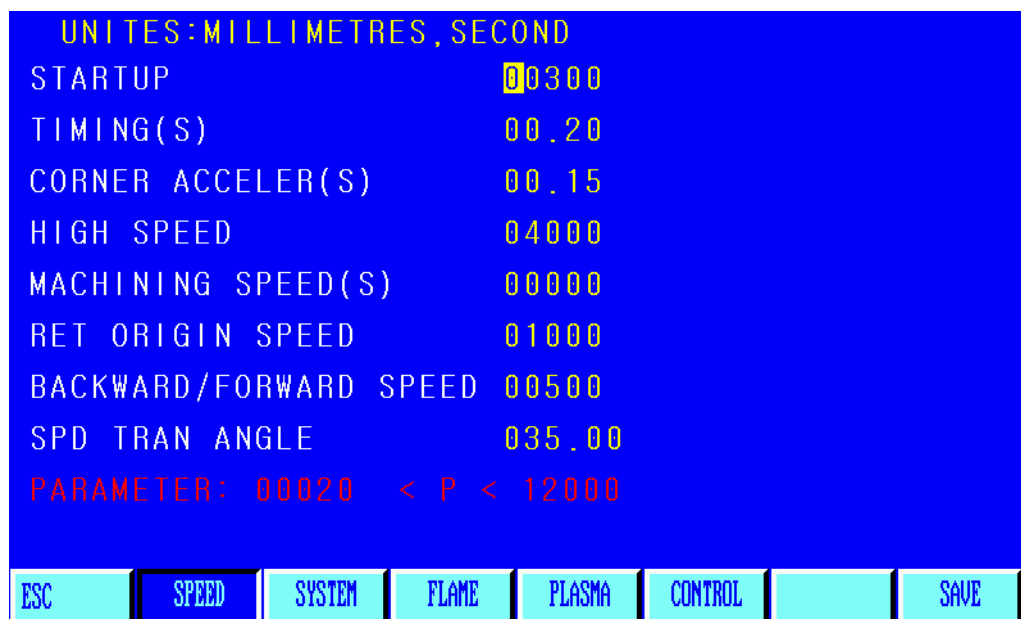 UNITES:MILLIMETRES,SECOND
STARTUP 00300
TIMING(S) 00.20
CORNER ACCELER(S) 00.15
HIGH SPEED 04000
MACHINING SPEED(S) 00000
RET ORIGIN SPEED 01000
BACKWARD/FORWARD SPEED 00500
SPD TRAN ANGLE 035.00
PARAMETER: 00020 < P < 12000
ESC SPEED SYSTEM FLAME PLASMA CONTROL SAVE